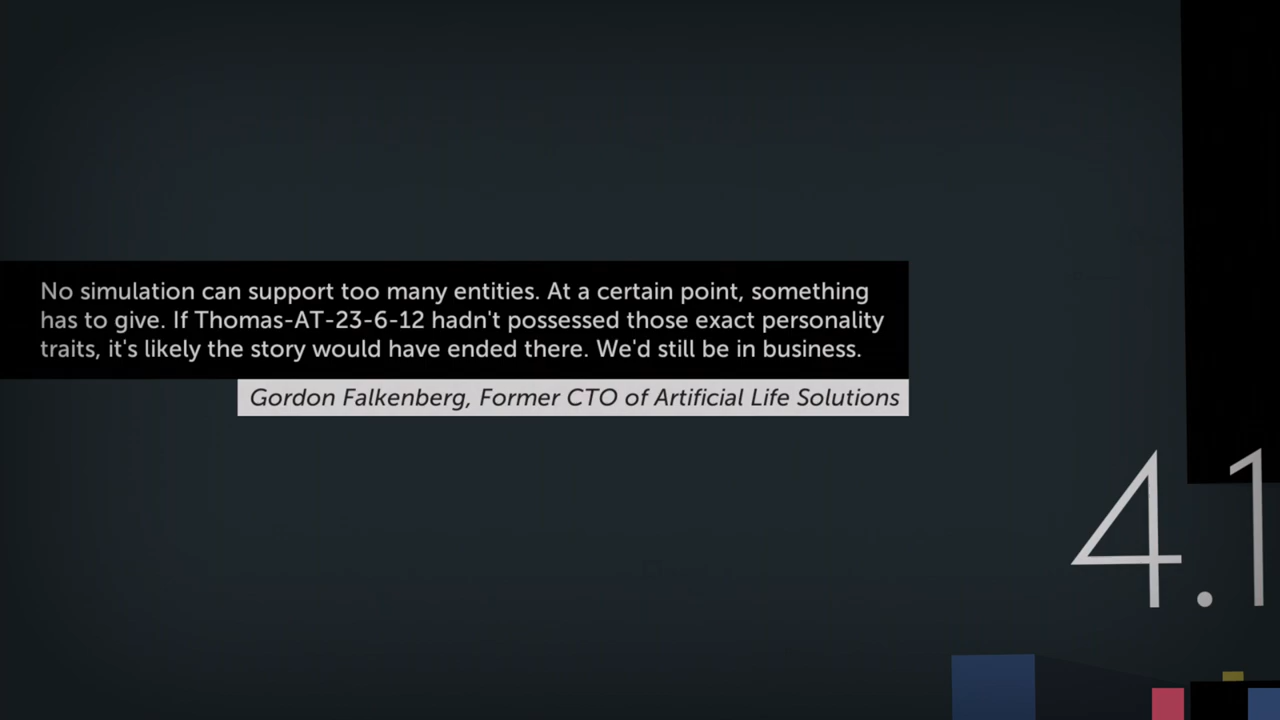 No simulation can support too many entities. At a certain point, something
has to give. If Thomas-AT-23-6-12 hadn't possessed those exact personality
traits, it's likely the story would have ended there. We'd still be in business.
Gordon Falkenberg, Former CTO of Artificial Life Solutions
4.1